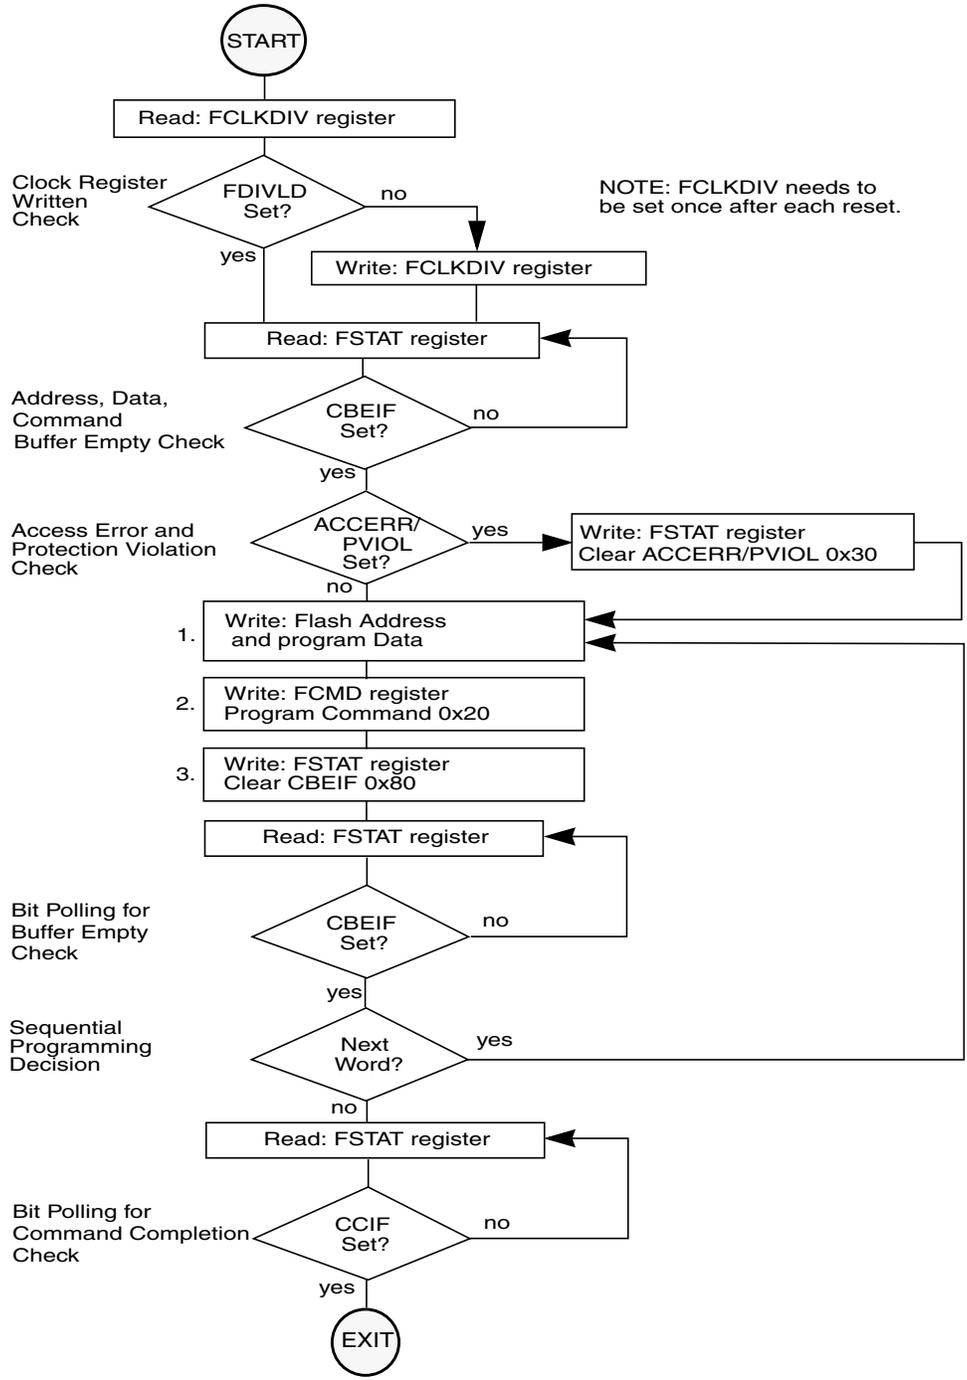 START
Read: FCLKDIV register
Clock Register
Written
Check
FDIVLD
Set?
no
yes
NOTE: FCLKDIV needs to
be set once after each reset.
Write: FCLKDIV register
Read: FSTAT register
Address, Data,
Command
Buffer Empty Check
CBEIF
Set?
no
yes
Access Error and
Protection Violation
Check
ACCERR/
PVIOL
Set?
yes
no
Write: FSTAT register
Clear ACCERR/PVIOL 0x30
1.
Write: Flash Address
and program Data
2.
Write: FCMD register
Program Command 0x20
3.
Write: FSTAT register
Clear CBEIF 0x80
Read: FSTAT register
Bit Polling for
Buffer Empty
Check
CBEIF
Set?
no
yes
Sequential
Programming
Decision
Next
Word?
yes
no
Read: FSTAT register
Bit Polling for
Command Completion
Check
CCIF
Set?
no
yes
EXIT